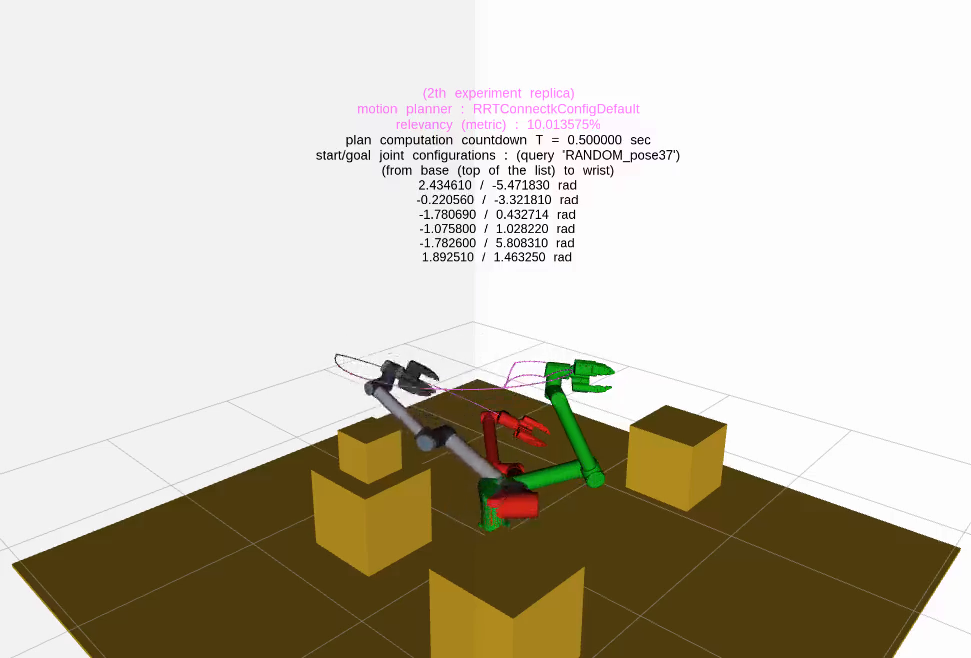 (2th experiment replica)
motion planner : RRTConnectkConfigDefault
relevancy (metric) : 10.013575%
plan computation countdown T = 0.500000 sec
start/goal joint configurations : (query 'RANDOM_pose37')
(from base (top of the list) to wrist)
2.434610 / -5.471830 rad
-0.220560 / -3.321810 rad
-1.780690 / 0.432714 rad
-1.075800 / 1.028220 rad
-1.782600 / 5.808310 rad
1.892510 / 1.463250 rad